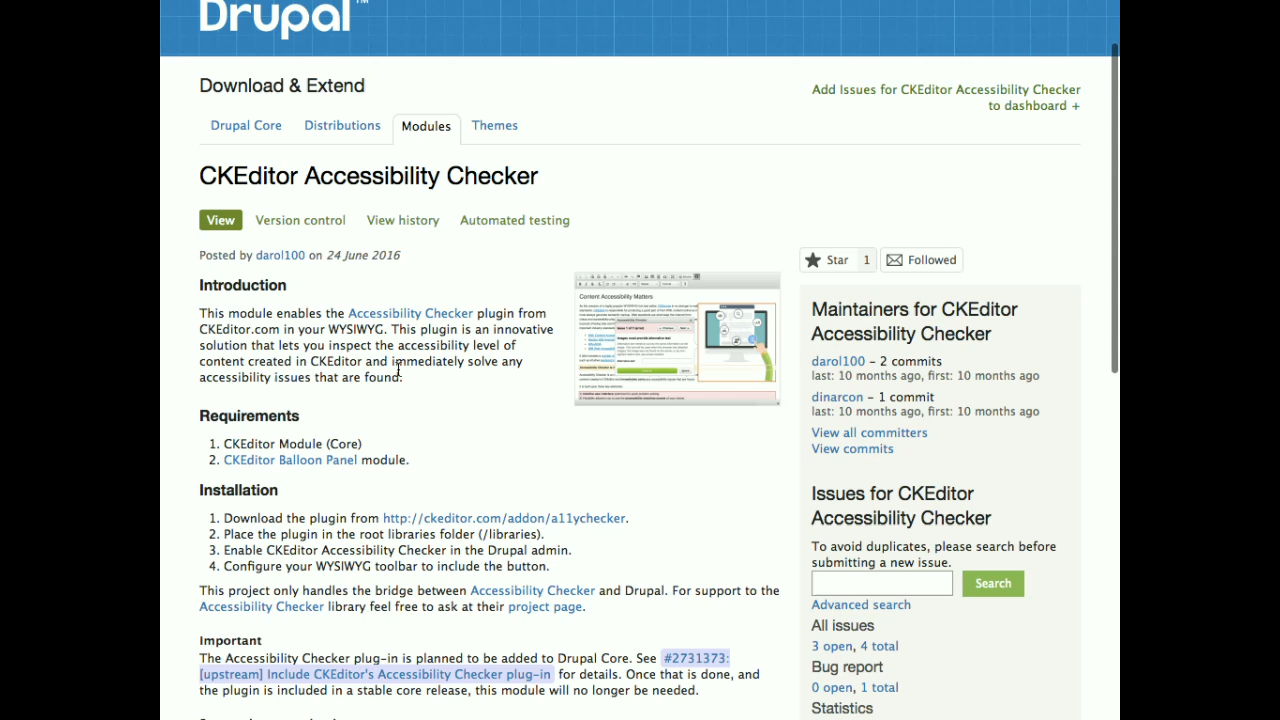 Drupal™
Download & Extend
Add Issues for CKEditor Accessibility Checker
to dashboard +
Drupal Core
Distributions
Modules
Themes
CKEditor Accessibility Checker
View
Version control
View history
Automated testing
Posted by darol100 on 24 June 2016
Introduction
This module enables the Accessibility Checker plugin from
CKEditor.com in your WYSIWYG. This plugin is an innovative
solution that lets you inspect the accessibility level of
content created in CKEditor and immediately solve any
accessibility issues that are found.
Content Accessibility Matters
Requirements
1. CKEditor Module (Core)
2. CKEditor Balloon Panel module.
Installation
1. Download the plugin from http://ckeditor.com/addon/a11ychecker.
2. Place the plugin in the root libraries folder (/libraries).
3. Enable CKEditor Accessibility Checker in the Drupal admin.
4. Configure your WYSIWYG toolbar to include the button.
This project only handles the bridge between Accessibility Checker and Drupal. For support to the
Accessibility Checker library feel free to ask at their project page.
Important
The Accessibility Checker plug-in is planned to be added to Drupal Core. See #2731373:
[upstream] Include CKEditor's Accessibility Checker plug-in for details. Once that is done, and
the plugin is included in a stable core release, this module will no longer be needed.
Star 1
Followed
Maintainers for CKEditor
Accessibility Checker
darol100 – 2 commits
last: 10 months ago, first: 10 months ago
dinarcon – 1 commit
last: 10 months ago, first: 10 months ago
View all committers
View commits
Issues for CKEditor
Accessibility Checker
To avoid duplicates, please search before
submitting a new issue.
Search
Advanced search
All issues
3 open, 4 total
Bug report
0 open, 1 total
Statistics